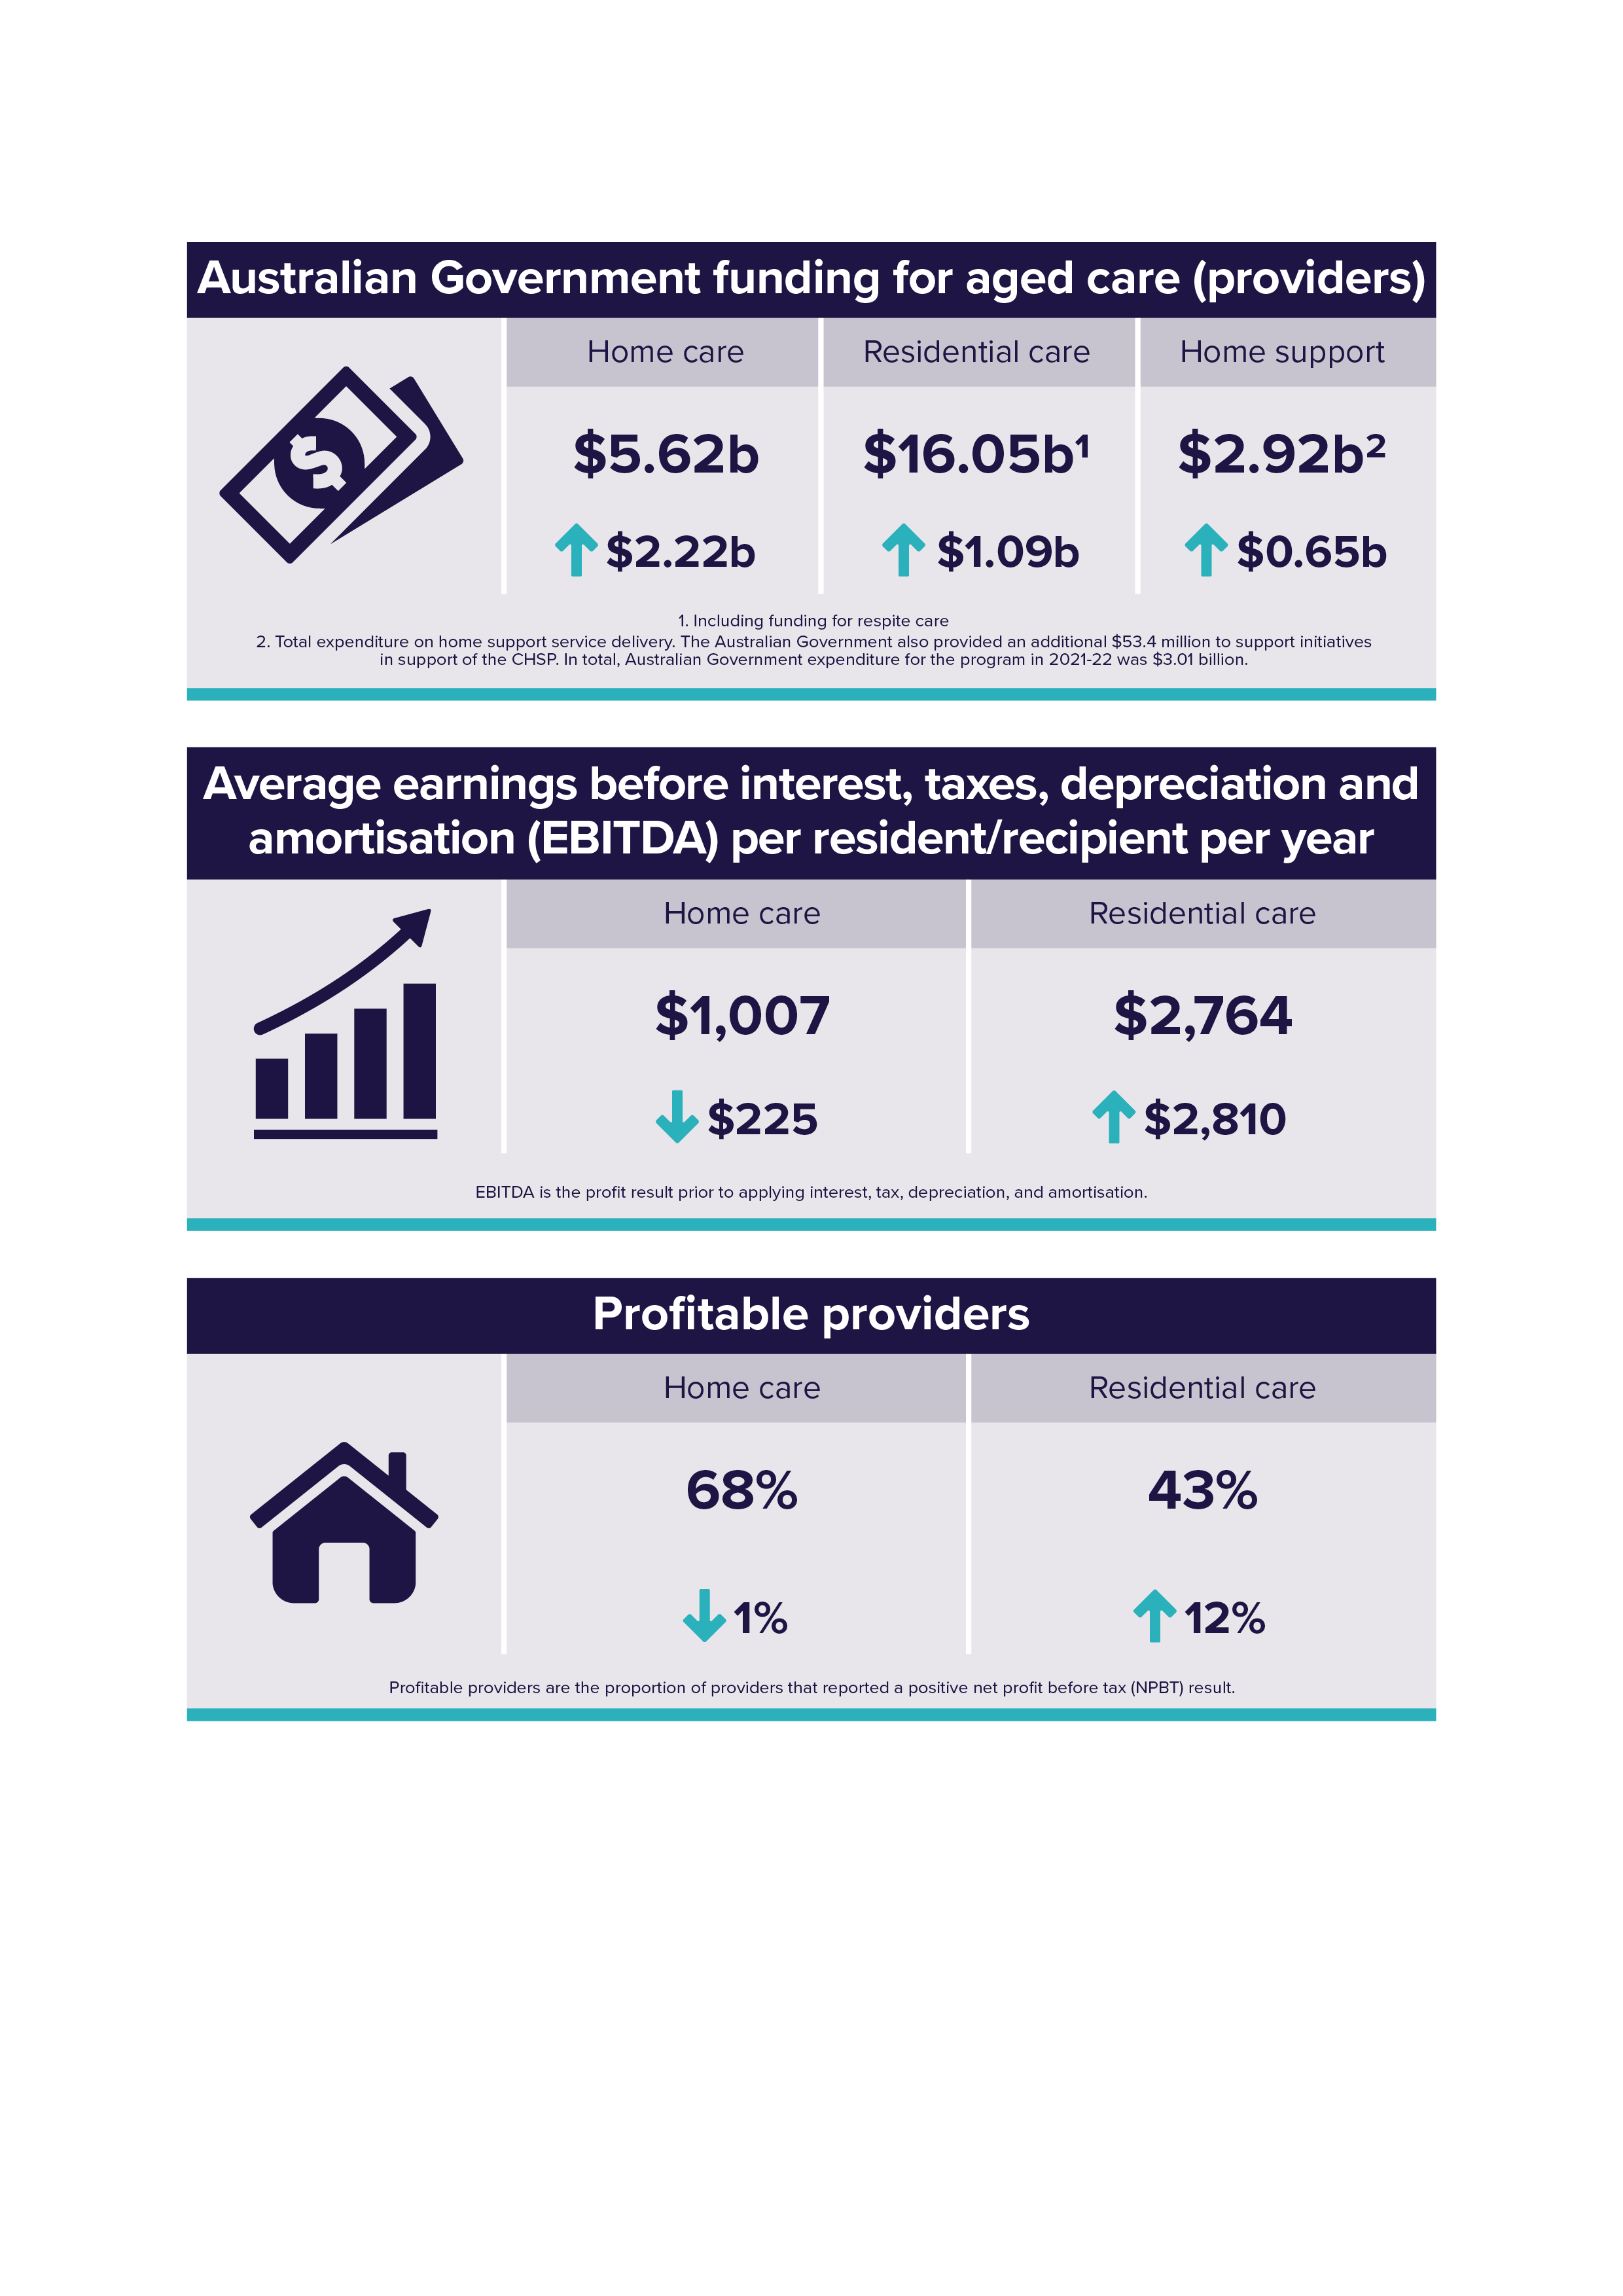 Australian Government funding for aged care (providers)
Home care
Residential care
Home support
$5.62b
$16.05b¹
$2.92b²
$2.22b
$1.09b
$0.65b
1. Including funding for respite care
2. Total expenditure on home support service delivery. The Australian Government also provided an additional $53.4 million to support initiatives
in support of the CHSP. In total, Australian Government expenditure for the program in 2021-22 was $3.01 billion.
Average earnings before interest, taxes, depreciation and
amortisation (EBITDA) per resident/recipient per year
Home care
Residential care
$1,007
$2,764
$225
$2,810
EBITDA is the profit result prior to applying interest, tax, depreciation, and amortisation.
Profitable providers
Home care
Residential care
68%
43%
1%
12%
Profitable providers are the proportion of providers that reported a positive net profit before tax (NPBT) result.